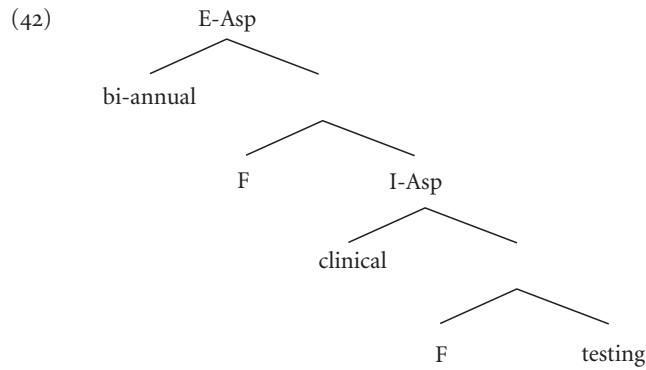 (42) E-Asp
bi-annual
F I-Asp
clinical
F testing